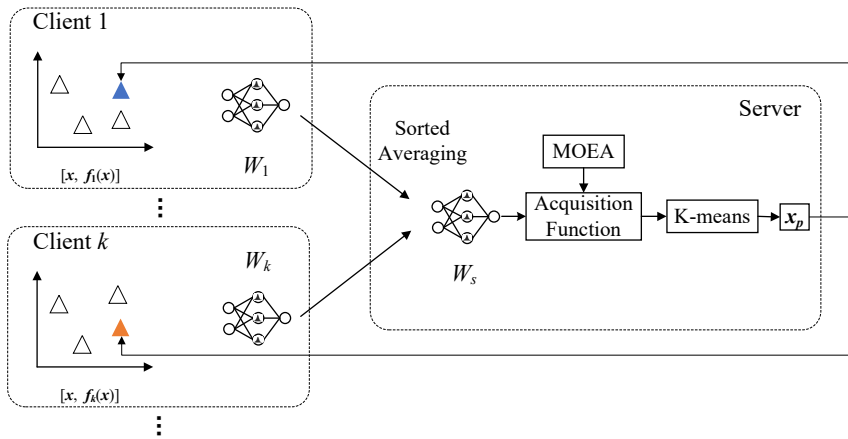 Client 1
[x, f₁(x)]
W₁
Client k
[x, fₖ(x)]
Wₖ
Sorted
Averaging
Wₛ
Server
MOEA
Acquisition
Function
K-means
xₚ